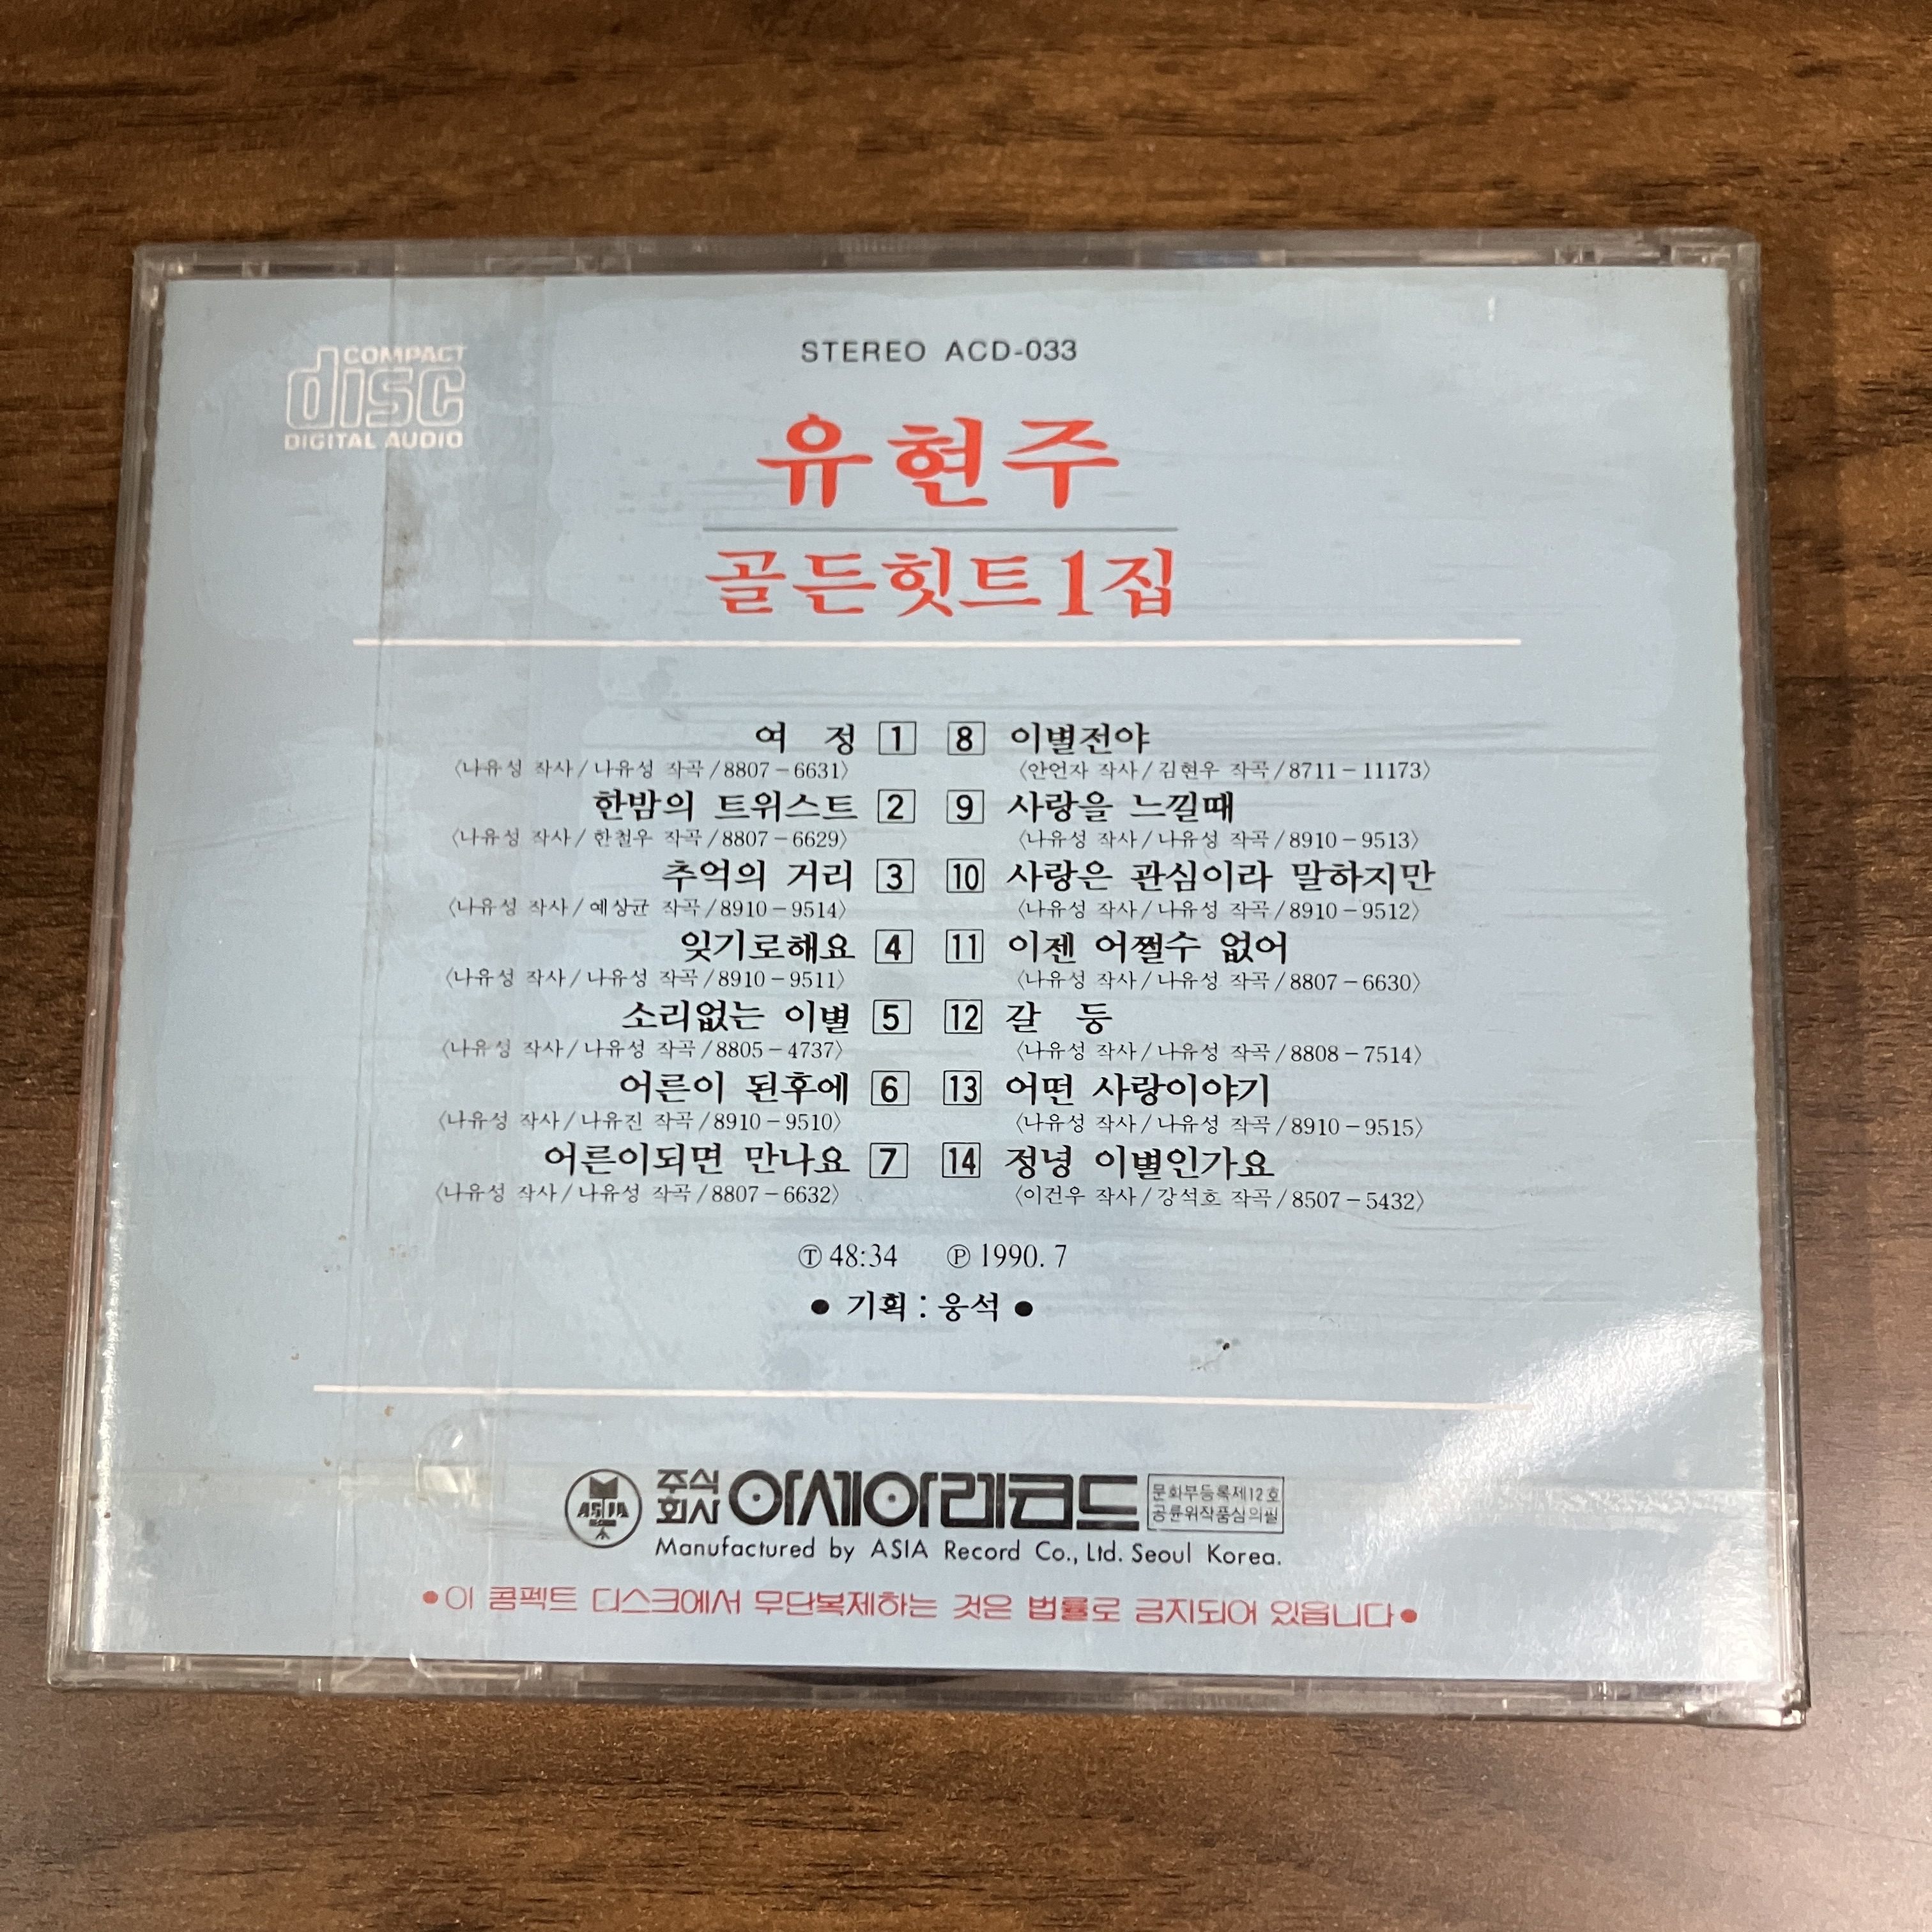 COMPACT
disc
DIGITAL AUDIO
STEREO ACD-033
유현주
골든힛트1집
여 정 1
〈나유성 작사/나유성 작곡/8807-6631〉
한밤의 트위스트 2
〈나유성 작사/한철우 작곡/8807-6629〉
추억의 거리 3
〈나유성 작사/예상균 작곡/8910-9514〉
잊기로해요 4
〈나유성 작사/나유성 작곡/8910-9511〉
소리없는 이별 5
〈나유성 작사/나유성 작곡/8805-4737〉
어른이 된후에 6
〈나유성 작사/나유진 작곡/8910-9510〉
어른이되면 만나요 7
〈나유성 작사/나유성 작곡/8807-6632〉
8 이별전야
〈안언자 작사/김현우 작곡/8711-11173〉
9 사랑을 느낄때
〈나유성 작사/나유성 작곡/8910-9513〉
10 사랑은 관심이라 말하지만
〈나유성 작사/나유성 작곡/8910-9512〉
11 이젠 어쩔수 없어
〈나유성 작사/나유성 작곡/8807-6630〉
12 갈 등
〈나유성 작사/나유성 작곡/8808-7514〉
13 어떤 사랑이야기
〈나유성 작사/나유성 작곡/8910-9515〉
14 정녕 이별인가요
〈이건우 작사/강석호 작곡/8507-5432〉
Ⓣ 48:34 Ⓟ 1990. 7
● 기획 : 웅석 ●
ASIA
주식
회사
아세아레코드
문화부등록제12호
공륜위작품심의필
Manufactured by ASIA Record Co., Ltd. Seoul Korea.
●이 콤펙트 디스크에서 무단복제하는 것은 법률로 금지되어 있읍니다●